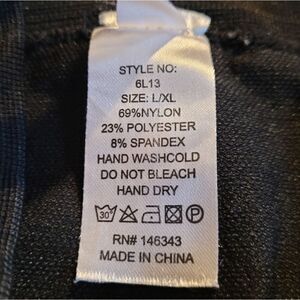 STYLE NO:
6L13
SIZE: L/XL
69%NYLON
23% POLYESTER
8% SPANDEX
HAND WASHCOLD
DO NOT BLEACH
HAND DRY
30 P
RN# 146343
MADE IN CHINA